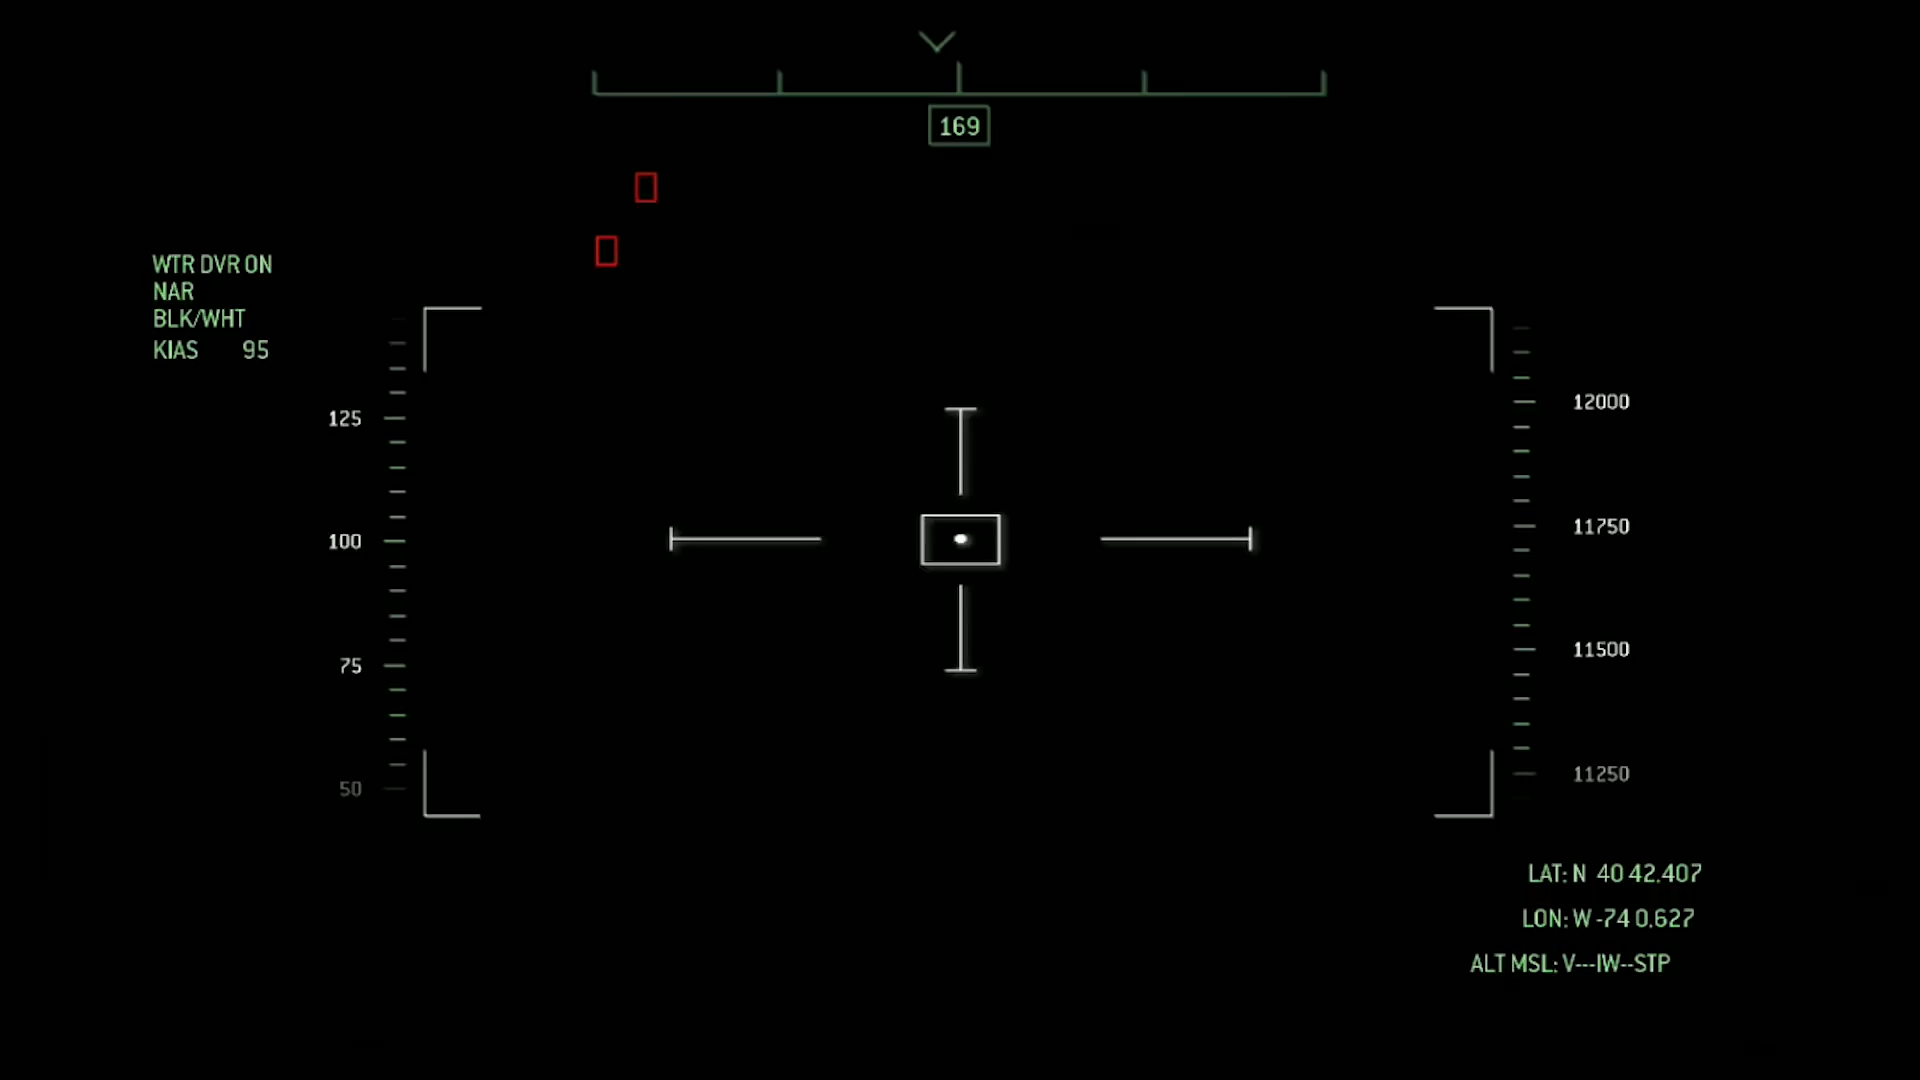 169
WTR DVR ON
NAR
BLK/WHT
KIAS 95
125
100
75
50
12000
11750
11500
11250
LAT: N 40 42.407
LON: W -74 0.627
ALT MSL: V---IW--STP